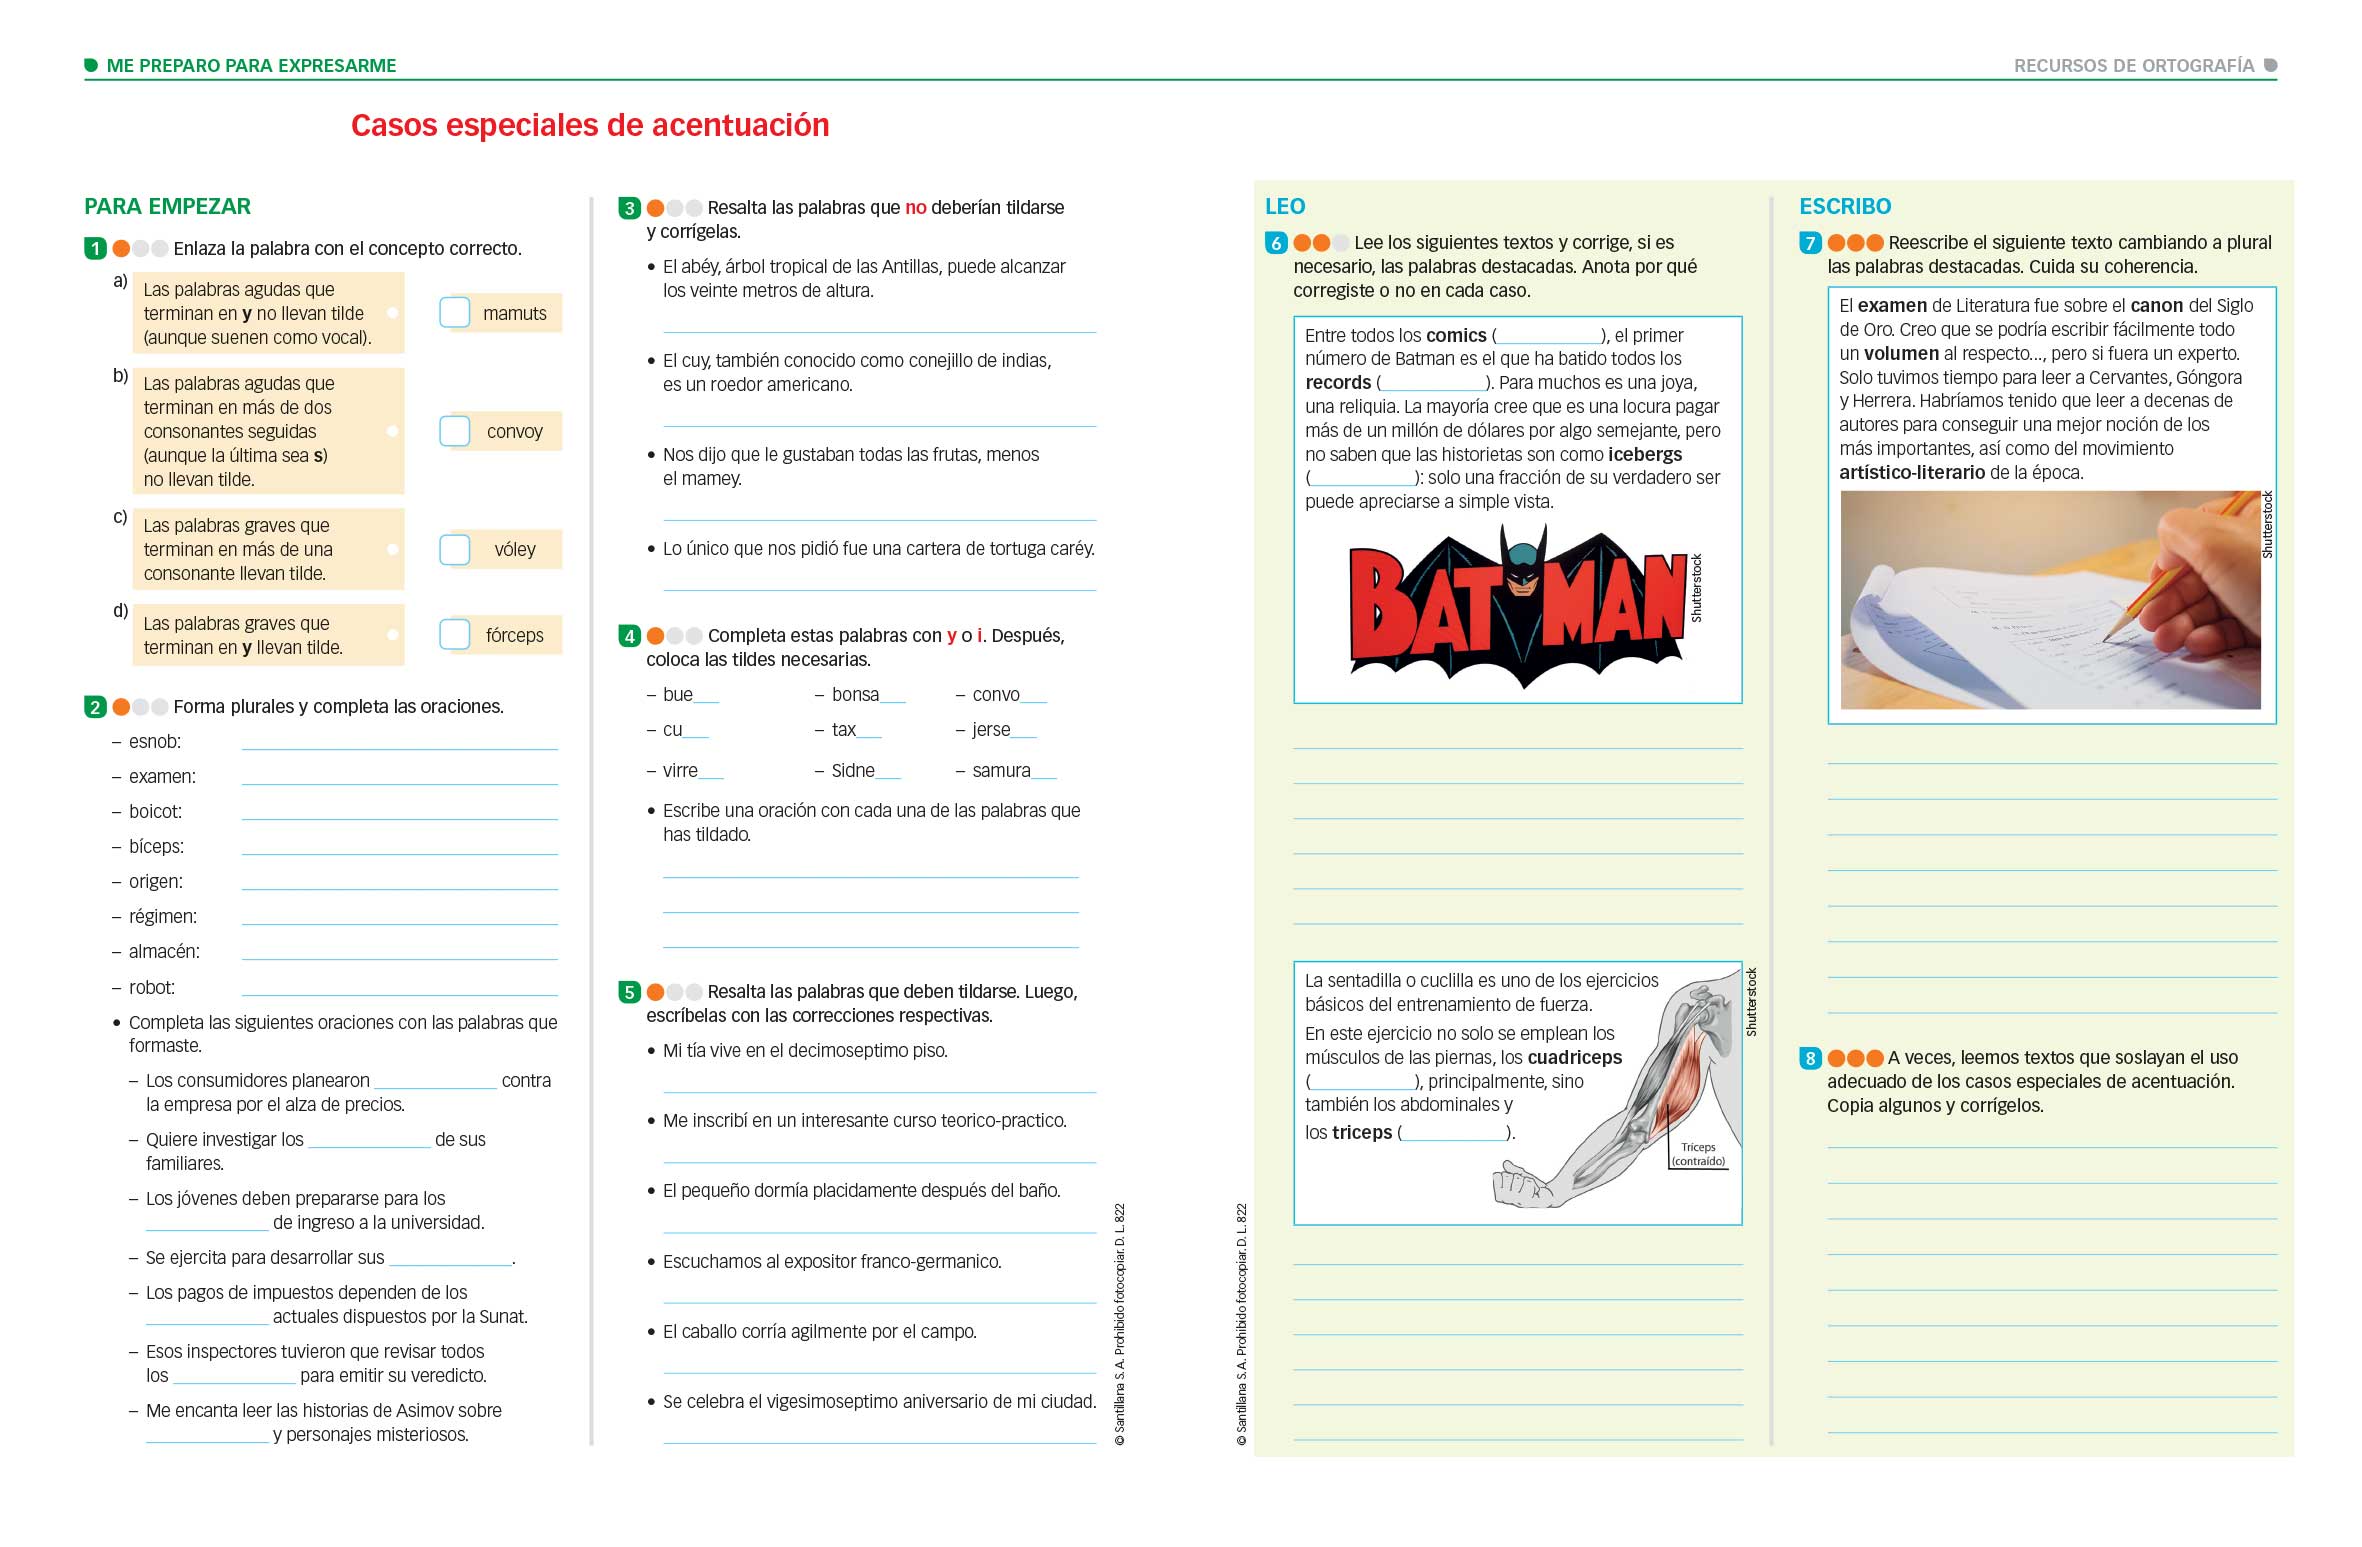 ME PREPARO PARA EXPRESARME
RECURSOS DE ORTOGRAFÍA
Casos especiales de acentuación
PARA EMPEZAR
1 Enlaza la palabra con el concepto correcto.
a) Las palabras agudas que
terminan en y no llevan tilde
(aunque suenen como vocal).
mamuts
b) Las palabras agudas que
terminan en más de dos
consonantes seguidas
(aunque la última sea s)
no llevan tilde.
convoy
c) Las palabras graves que
terminan en más de una
consonante llevan tilde.
vóley
d) Las palabras graves que
terminan en y llevan tilde.
fórceps
2 Forma plurales y completa las oraciones.
– esnob:
– examen:
– boicot:
– bíceps:
– origen:
– régimen:
– almacén:
– robot:
• Completa las siguientes oraciones con las palabras que
formaste.
– Los consumidores planearon ____________ contra
la empresa por el alza de precios.
– Quiere investigar los ____________ de sus
familiares.
– Los jóvenes deben prepararse para los
____________ de ingreso a la universidad.
– Se ejercita para desarrollar sus ____________.
– Los pagos de impuestos dependen de los
____________ actuales dispuestos por la Sunat.
– Esos inspectores tuvieron que revisar todos
los ____________ para emitir su veredicto.
– Me encanta leer las historias de Asimov sobre
____________ y personajes misteriosos.
3 Resalta las palabras que no deberían tildarse
y corrígelas.
• El abéy, árbol tropical de las Antillas, puede alcanzar
los veinte metros de altura.
• El cuy, también conocido como conejillo de indias,
es un roedor americano.
• Nos dijo que le gustaban todas las frutas, menos
el mamey.
• Lo único que nos pidió fue una cartera de tortuga caréy.
4 Completa estas palabras con y o i. Después,
coloca las tildes necesarias.
– bue___ – bonsa___ – convo___
– cu___ – tax___ – jerse___
– virre___ – Sidne___ – samura___
• Escribe una oración con cada una de las palabras que
has tildado.
5 Resalta las palabras que deben tildarse. Luego,
escríbelas con las correcciones respectivas.
• Mi tía vive en el decimoseptimo piso.
• Me inscribí en un interesante curso teorico-practico.
• El pequeño dormía placidamente después del baño.
• Escuchamos al expositor franco-germanico.
• El caballo corría agilmente por el campo.
• Se celebra el vigesimoseptimo aniversario de mi ciudad.
© Santillana S. A. Prohibido fotocopiar. D. L. 822
© Santillana S. A. Prohibido fotocopiar. D. L. 822
LEO
6 Lee los siguientes textos y corrige, si es
necesario, las palabras destacadas. Anota por qué
corregiste o no en cada caso.
Entre todos los comics (____________), el primer
número de Batman es el que ha batido todos los
records (____________). Para muchos es una joya,
una reliquia. La mayoría cree que es una locura pagar
más de un millón de dólares por algo semejante, pero
no saben que las historietas son como icebergs
(____________): solo una fracción de su verdadero ser
puede apreciarse a simple vista.
BATMAN
Shutterstock
La sentadilla o cuclilla es uno de los ejercicios
básicos del entrenamiento de fuerza.
En este ejercicio no solo se emplean los
músculos de las piernas, los cuadriceps
(____________), principalmente, sino
también los abdominales y
los triceps (____________).
Tríceps
(contraído)
Shutterstock
ESCRIBO
7 Reescribe el siguiente texto cambiando a plural
las palabras destacadas. Cuida su coherencia.
El examen de Literatura fue sobre el canon del Siglo
de Oro. Creo que se podría escribir fácilmente todo
un volumen al respecto..., pero si fuera un experto.
Solo tuvimos tiempo para leer a Cervantes, Góngora
y Herrera. Habríamos tenido que leer a decenas de
autores para conseguir una mejor noción de los
más importantes, así como del movimiento
artístico-literario de la época.
Shutterstock
8 A veces, leemos textos que soslayan el uso
adecuado de los casos especiales de acentuación.
Copia algunos y corrígelos.